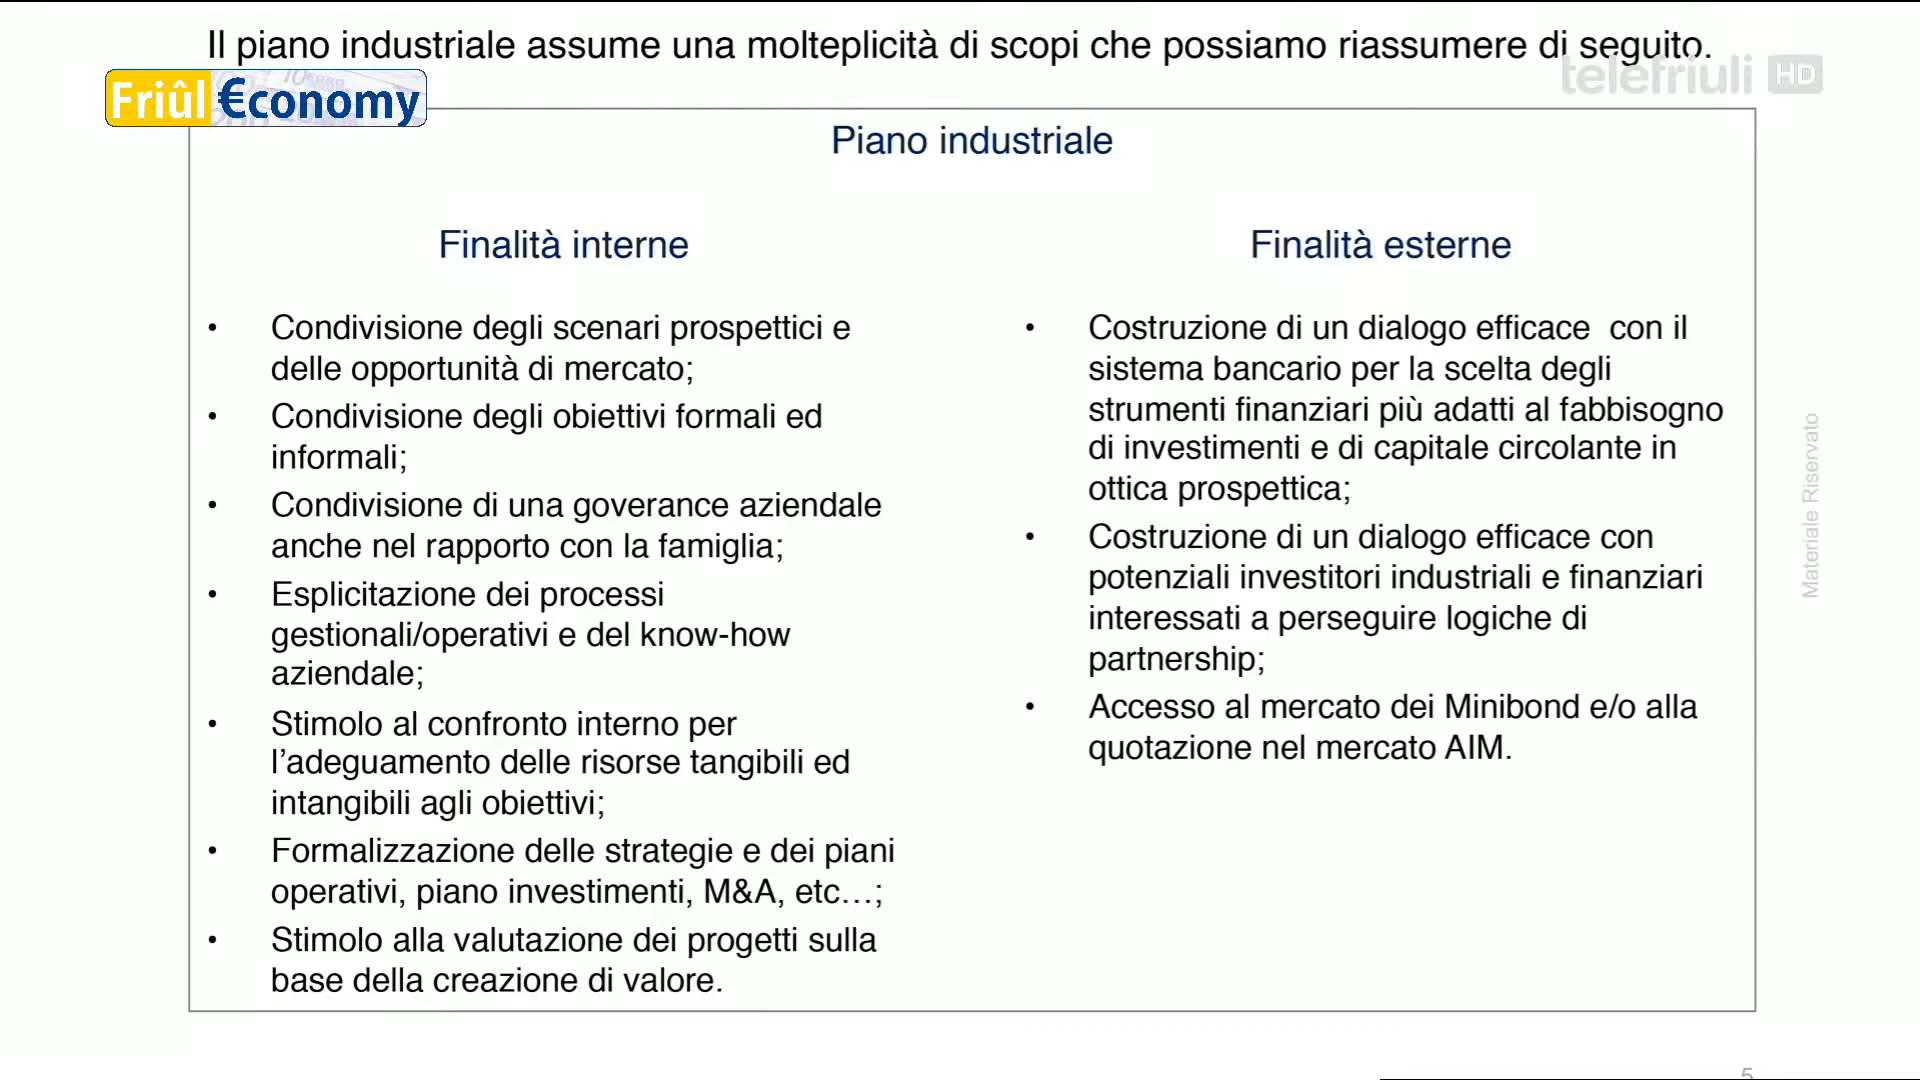 Il piano industriale assume una molteplicità di scopi che possiamo riassumere di seguito.
telefriuli HD
Friûl €conomy
Piano industriale
Finalità interne
• Condivisione degli scenari prospettici e
delle opportunità di mercato;
• Condivisione degli obiettivi formali ed
informali;
• Condivisione di una goverance aziendale
anche nel rapporto con la famiglia;
• Esplicitazione dei processi
gestionali/operativi e del know-how
aziendale;
• Stimolo al confronto interno per
l’adeguamento delle risorse tangibili ed
intangibili agli obiettivi;
• Formalizzazione delle strategie e dei piani
operativi, piano investimenti, M&A, etc…;
• Stimolo alla valutazione dei progetti sulla
base della creazione di valore.
Finalità esterne
• Costruzione di un dialogo efficace  con il
sistema bancario per la scelta degli
strumenti finanziari più adatti al fabbisogno
di investimenti e di capitale circolante in
ottica prospettica;
• Costruzione di un dialogo efficace con
potenziali investitori industriali e finanziari
interessati a perseguire logiche di
partnership;
• Accesso al mercato dei Minibond e/o alla
quotazione nel mercato AIM.
Materiale Riservato
5